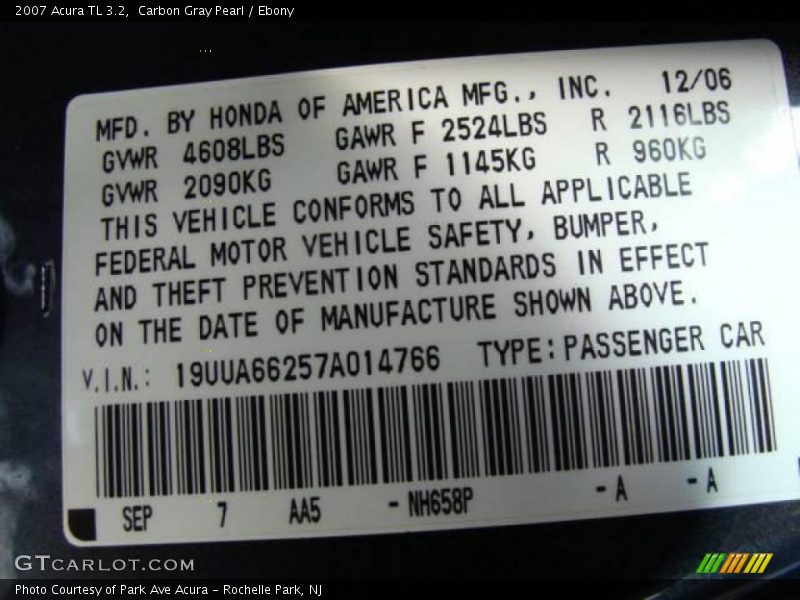 2007 Acura TL 3.2,  Carbon Gray Pearl / Ebony
MFD. BY HONDA OF AMERICA MFG., INC. 12/06
GVWR 4608LBS GAWR F 2524LBS R 2116LBS
GVWR 2090KG GAWR F 1145KG R 960KG
THIS VEHICLE CONFORMS TO ALL APPLICABLE
FEDERAL MOTOR VEHICLE SAFETY, BUMPER,
AND THEFT PREVENTION STANDARDS IN EFFECT
ON THE DATE OF MANUFACTURE SHOWN ABOVE.
V.I.N.: 19UUA66257A014766 TYPE:PASSENGER CAR
SEP 7 AA5 -NH658P -A -A
GTCARLOT.COM
Photo Courtesy of Park Ave Acura - Rochelle Park, NJ